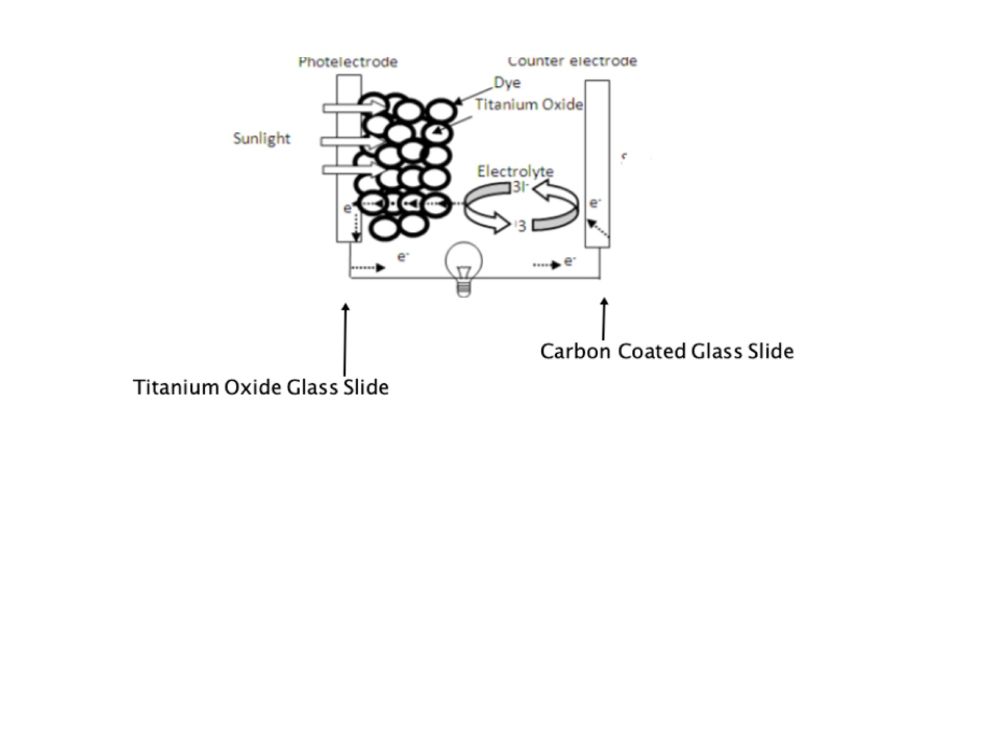 Photelectrode
Counter electrode
Dye
Titanium Oxide
Sunlight
Electrolyte
3I-
e-
e-
I3
e-
e-
Carbon Coated Glass Slide
Titanium Oxide Glass Slide